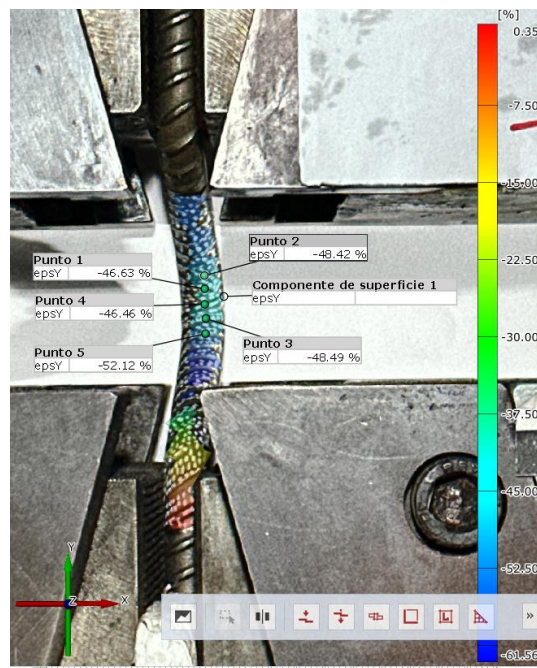 [%]
0.35
-7.50
-15.00
-22.50
-30.00
-37.50
-45.00
-52.50
-61.56
Punto 2
epsY -48.42 %
Punto 1
epsY -46.63 %
Componente de superficie 1
epsY
Punto 4
epsY -46.46 %
Punto 3
epsY -48.49 %
Punto 5
epsY -52.12 %
Y
Z
X
»